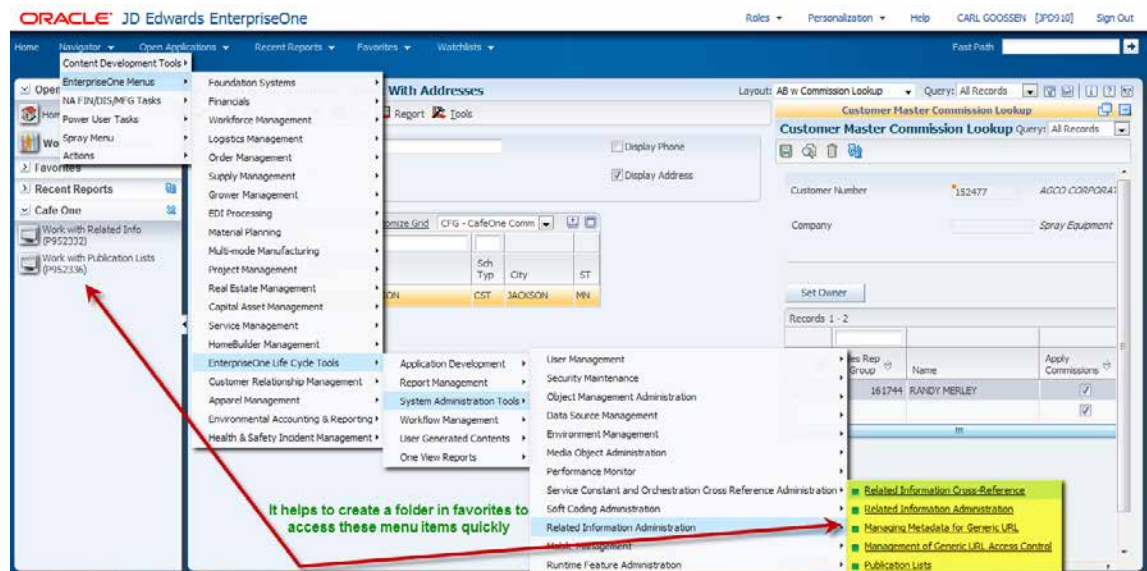 ORACLE JD Edwards EnterpriseOne
Roles Personalization Help CARL GOOSSEN [JPD910] Sign Out
Home Navigator Open Applications Recent Reports Favorites Watchlists Fast Path
Content Development Tools
EnterpriseOne Menus
NA FIN/DIS/MFG Tasks
Power User Tasks
Spray Menu
Actions
Favorites
Recent Reports
Cafe One
Work with Related Info
(P952332)
Work with Publication Lists
(P952336)
Foundation Systems
Financials
Workforce Management
Logistics Management
Order Management
Supply Management
Grower Management
EDI Processing
Material Planning
Multi-mode Manufacturing
Project Management
Real Estate Management
Capital Asset Management
Service Management
HomeBuilder Management
EnterpriseOne Life Cycle Tools
Customer Relationship Management
Apparel Management
Environmental Accounting & Reporting
Health & Safety Incident Management
With Addresses
Layout: AB w Commission Lookup Query: All Records
Report Tools
Display Phone
Display Address
CFG - CafeOne Comm
Sch
Typ City ST
CST JACKSON MN
Customer Master Commission Lookup
Customer Master Commission Lookup Query: All Records
Customer Number 152477
Company Spray Equipment
Set Owner
Records 1 - 2
Group Name Apply
Commissions
161744 RANDY MERLEY
Application Development
Report Management
System Administration Tools
Workflow Management
User Generated Contents
One View Reports
User Management
Security Maintenance
Object Management Administration
Data Source Management
Environment Management
Media Object Administration
Performance Monitor
Service Constant and Orchestration Cross Reference Administration
Soft Coding Administration
Related Information Administration
Management
Runtime Feature Administration
Related Information Cross-Reference
Related Information Administration
Managing Metadata for Generic URL
Management of Generic URL Access Control
Publication Lists
It helps to create a folder in favorites to
access these menu items quickly